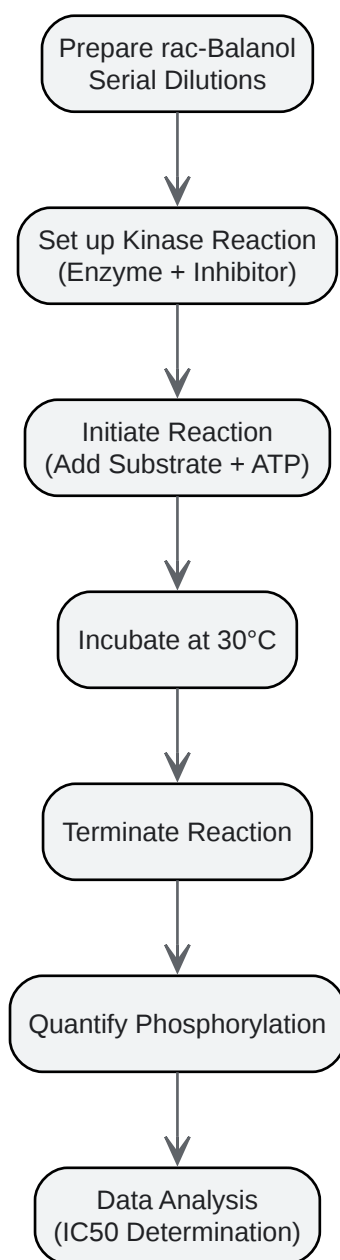 Prepare rac-Balanol
Serial Dilutions
Set up Kinase Reaction
(Enzyme + Inhibitor)
Initiate Reaction
(Add Substrate + ATP)
Incubate at 30°C
Terminate Reaction
Quantify Phosphorylation
Data Analysis
(IC50 Determination)